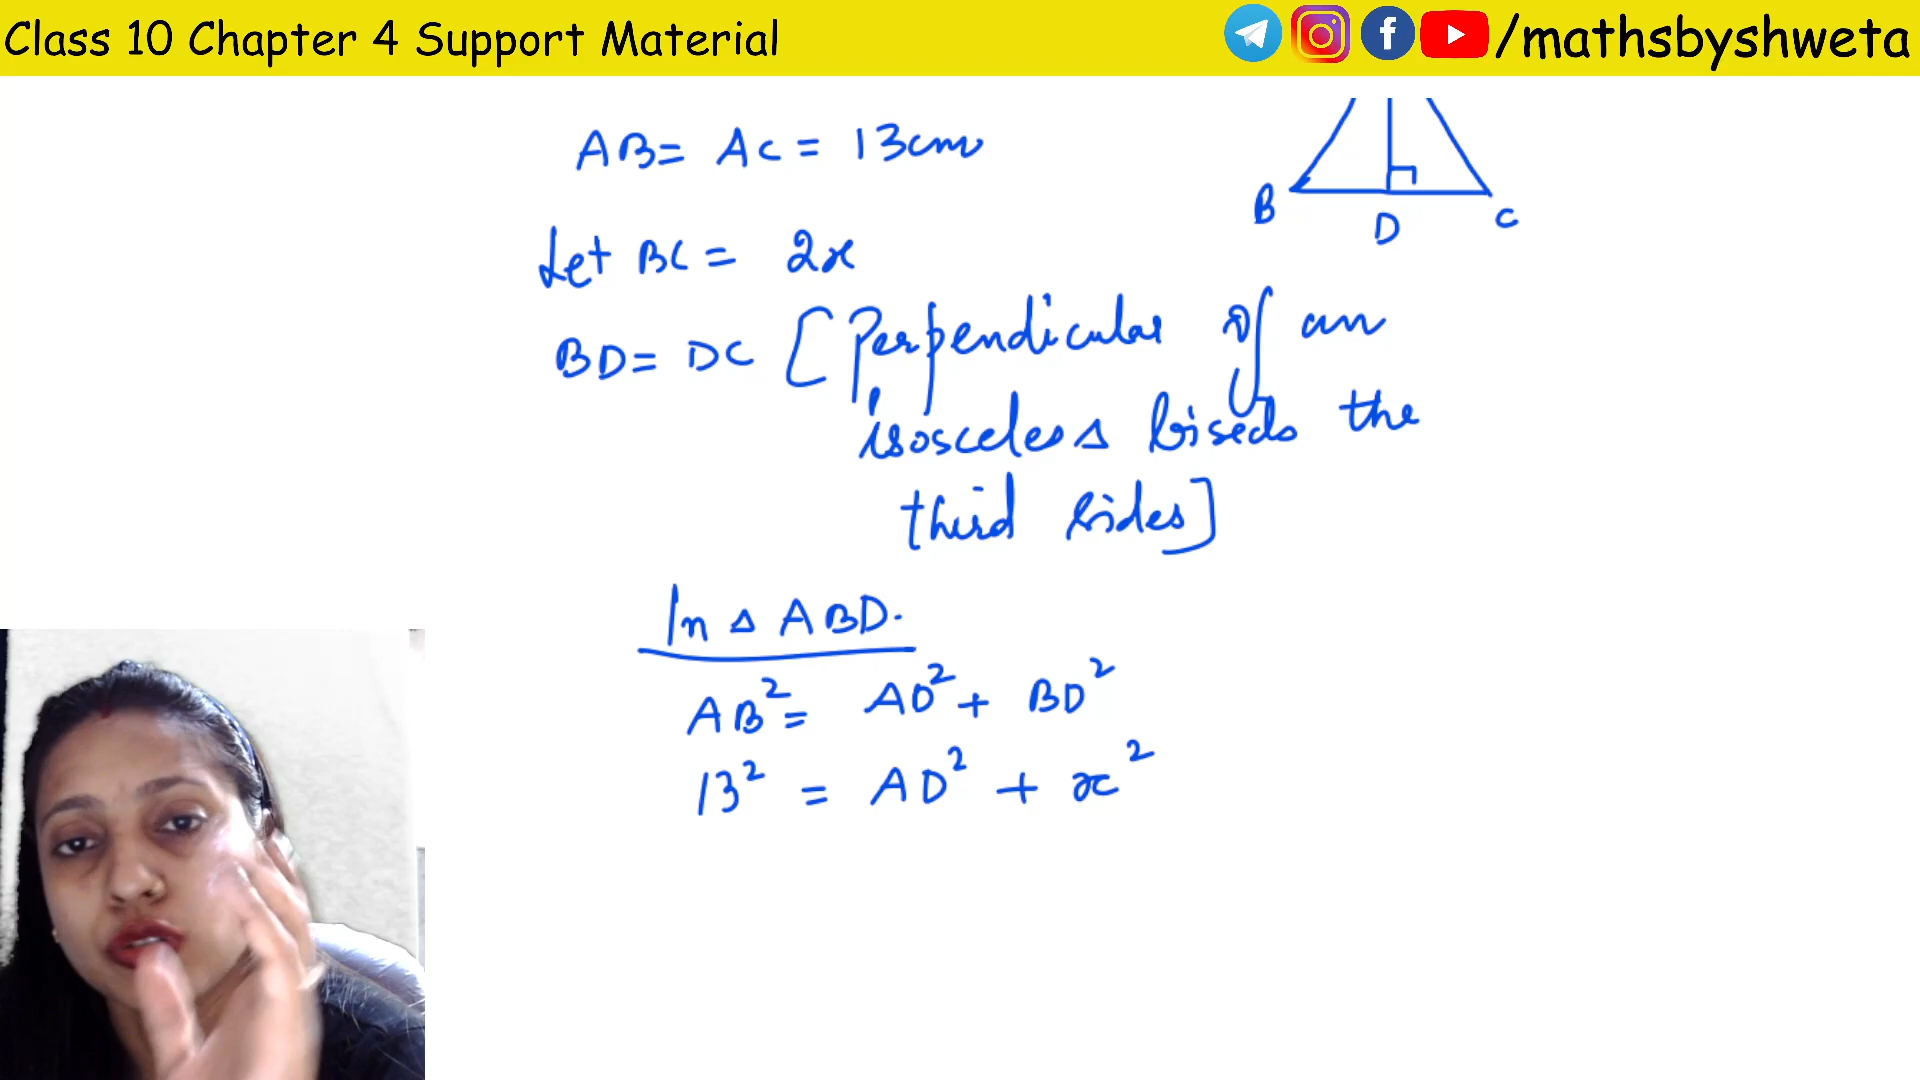 Class 10 Chapter 4 Support Material
/mathsbyshweta
AB = AC = 13cm
B
D
C
Let BC = 2x
BD = DC [Perpendicular of an
isosceles Δ bisects the
third sides]
In Δ ABD.
AB² = AD² + BD²
13² = AD² + x²